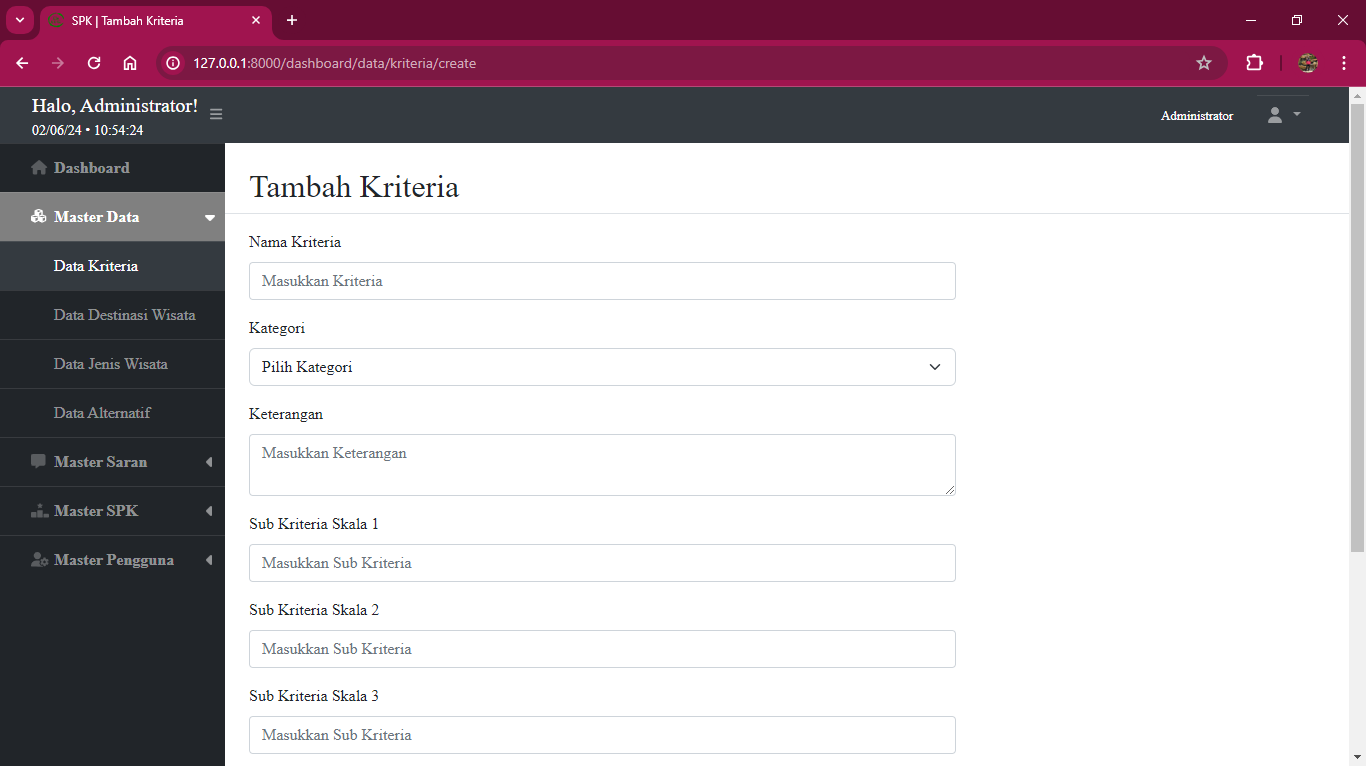 SPK | Tambah Kriteria
127.0.0.1:8000/dashboard/data/kriteria/create
Halo, Administrator!
02/06/24 • 10:54:24
Administrator
Dashboard
Master Data
Data Kriteria
Data Destinasi Wisata
Data Jenis Wisata
Data Alternatif
Master Saran
Master SPK
Master Pengguna
Tambah Kriteria
Nama Kriteria
Masukkan Kriteria
Kategori
Pilih Kategori
Keterangan
Masukkan Keterangan
Sub Kriteria Skala 1
Masukkan Sub Kriteria
Sub Kriteria Skala 2
Masukkan Sub Kriteria
Sub Kriteria Skala 3
Masukkan Sub Kriteria